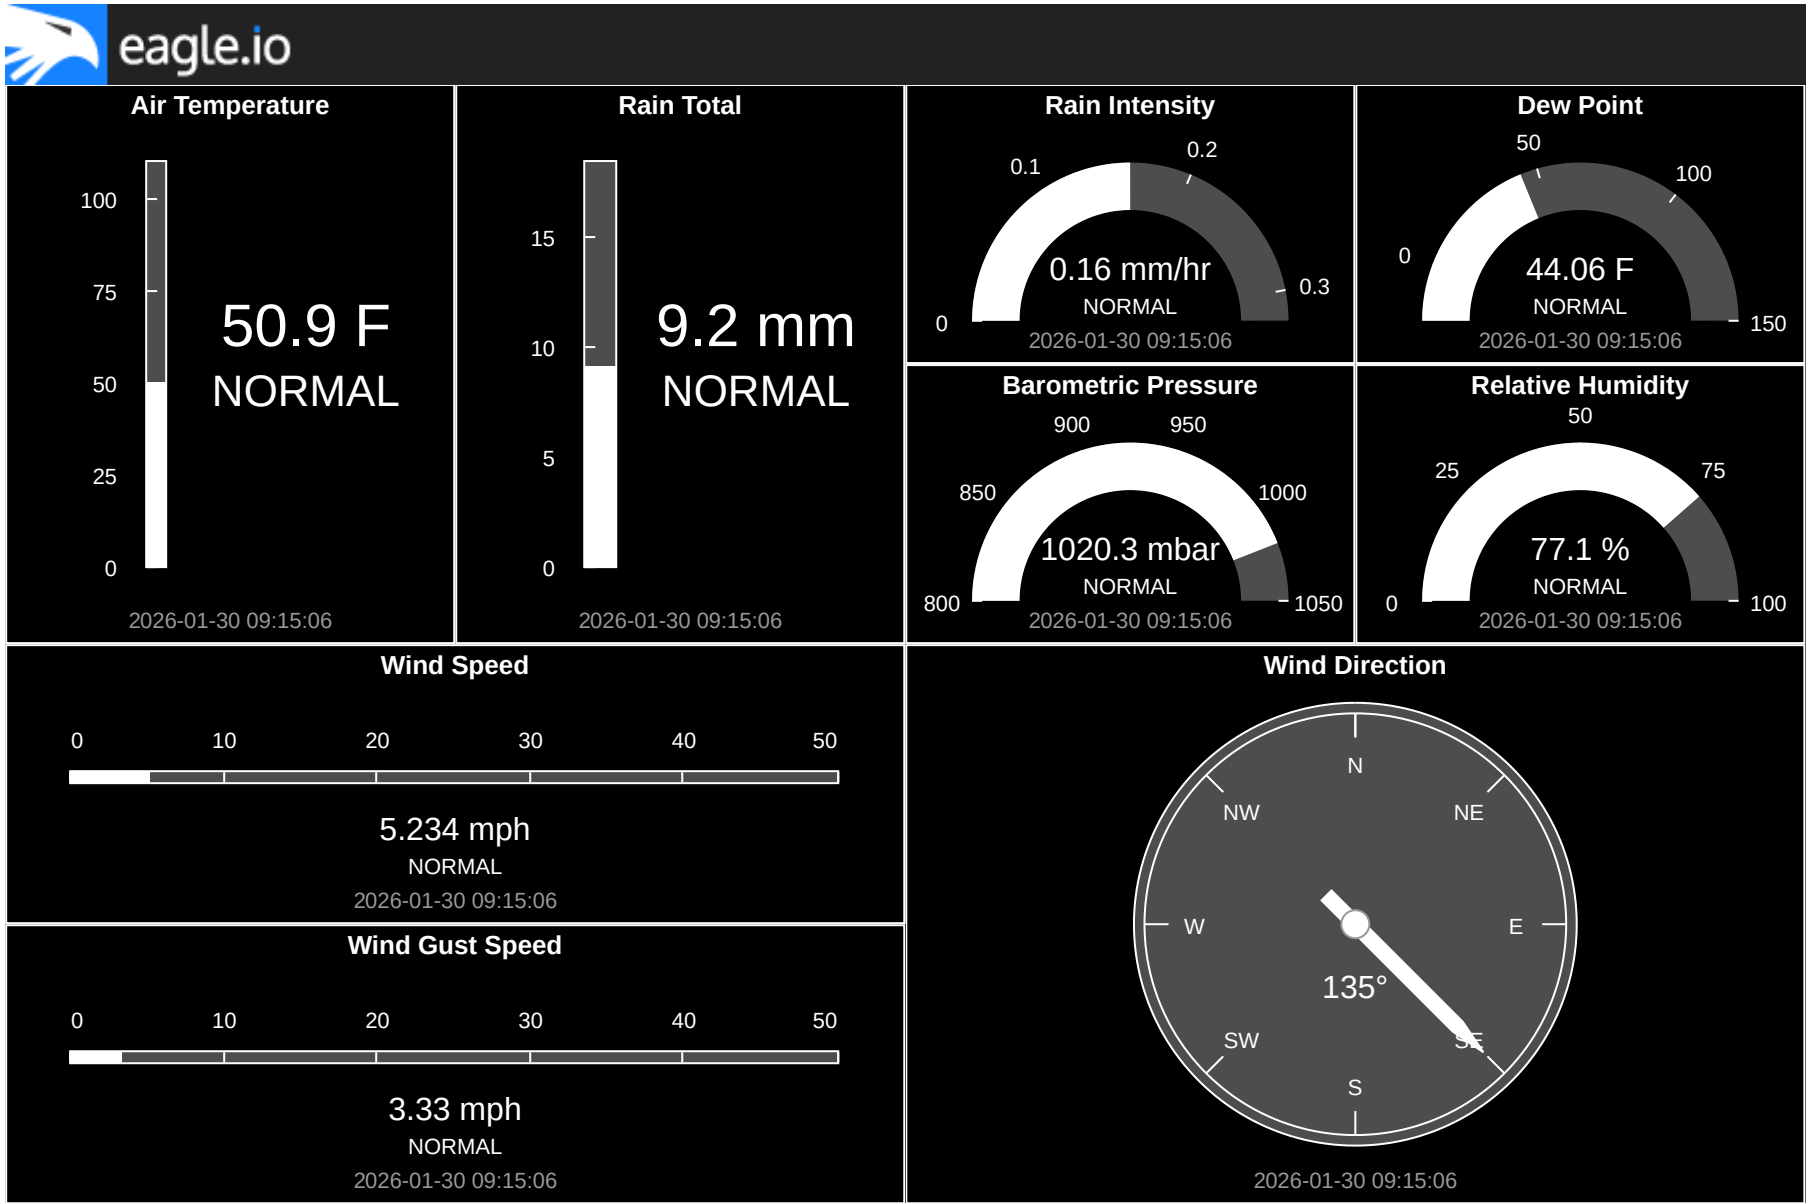 eagle.io
Air Temperature
100
75
50
25
0
50.9 F
NORMAL
2026-01-30 09:15:06
Rain Total
15
10
5
0
9.2 mm
NORMAL
2026-01-30 09:15:06
Rain Intensity
0
0.1
0.2
0.3
0.16 mm/hr
NORMAL
2026-01-30 09:15:06
Dew Point
0
50
100
150
44.06 F
NORMAL
2026-01-30 09:15:06
Barometric Pressure
800
850
900
950
1000
1050
1020.3 mbar
NORMAL
2026-01-30 09:15:06
Relative Humidity
0
25
50
75
100
77.1 %
NORMAL
2026-01-30 09:15:06
Wind Speed
0 10 20 30 40 50
5.234 mph
NORMAL
2026-01-30 09:15:06
Wind Gust Speed
0 10 20 30 40 50
3.33 mph
NORMAL
2026-01-30 09:15:06
Wind Direction
N
NW NE
W E
135°
SW SE
S
2026-01-30 09:15:06